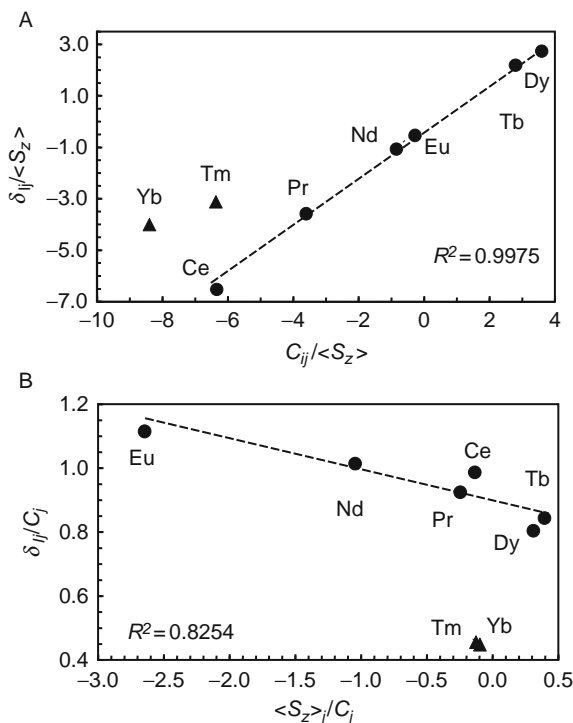 A
3.0
1.0
−1.0
−3.0
−5.0
−7.0
δIj/<Sz>
Yb
Tm
Ce
Pr
Nd
Eu
Tb
Dy
R2=0.9975
−10 −8 −6 −4 −2 0 2 4
Cij/<Sz>
B
1.2
1.0
0.8
0.6
0.4
δIj/Cj
Eu
Nd
Pr
Ce
Tb
Dy
Tm Yb
R2=0.8254
−3.0 −2.5 −2.0 −1.5 −1.0 −0.5 0.0 0.5
<Sz>i/Ci